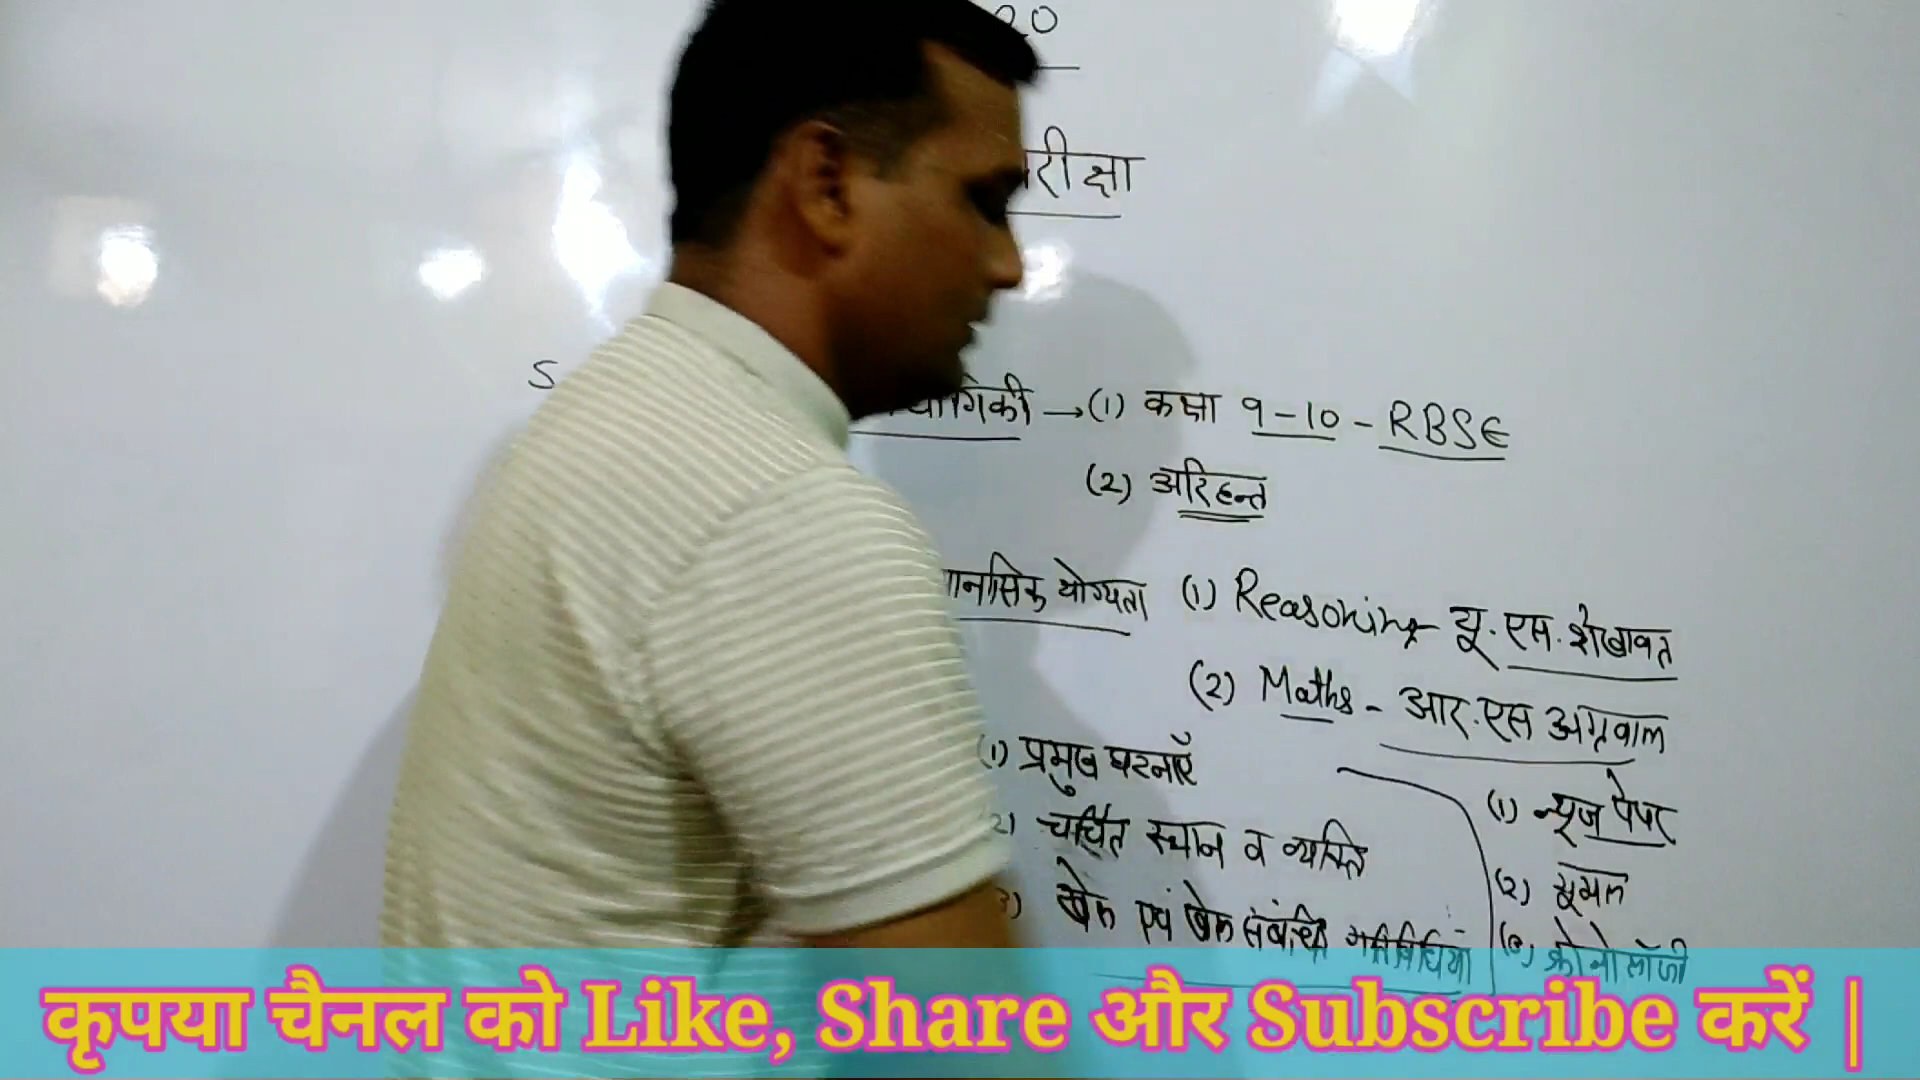 20
रीक्षा
S
योगिकी → (1) कक्षा 9-10 - RBSE
(2) अरिहन्त
मानसिक योग्यता (1) Reasoning - यू. एस. शेखावत
(2) Maths - आर. एस अग्रवाल
(1) प्रमुख घटनाएँ
(2) चर्चित स्थान व व्यक्ति
(3) खेल एवं खेल संबंधित गतिविधियां
(1) न्यूज पेपर
(2)
(3) क्रोनोलॉजी
कृपया चैनल को Like, Share और Subscribe करें |